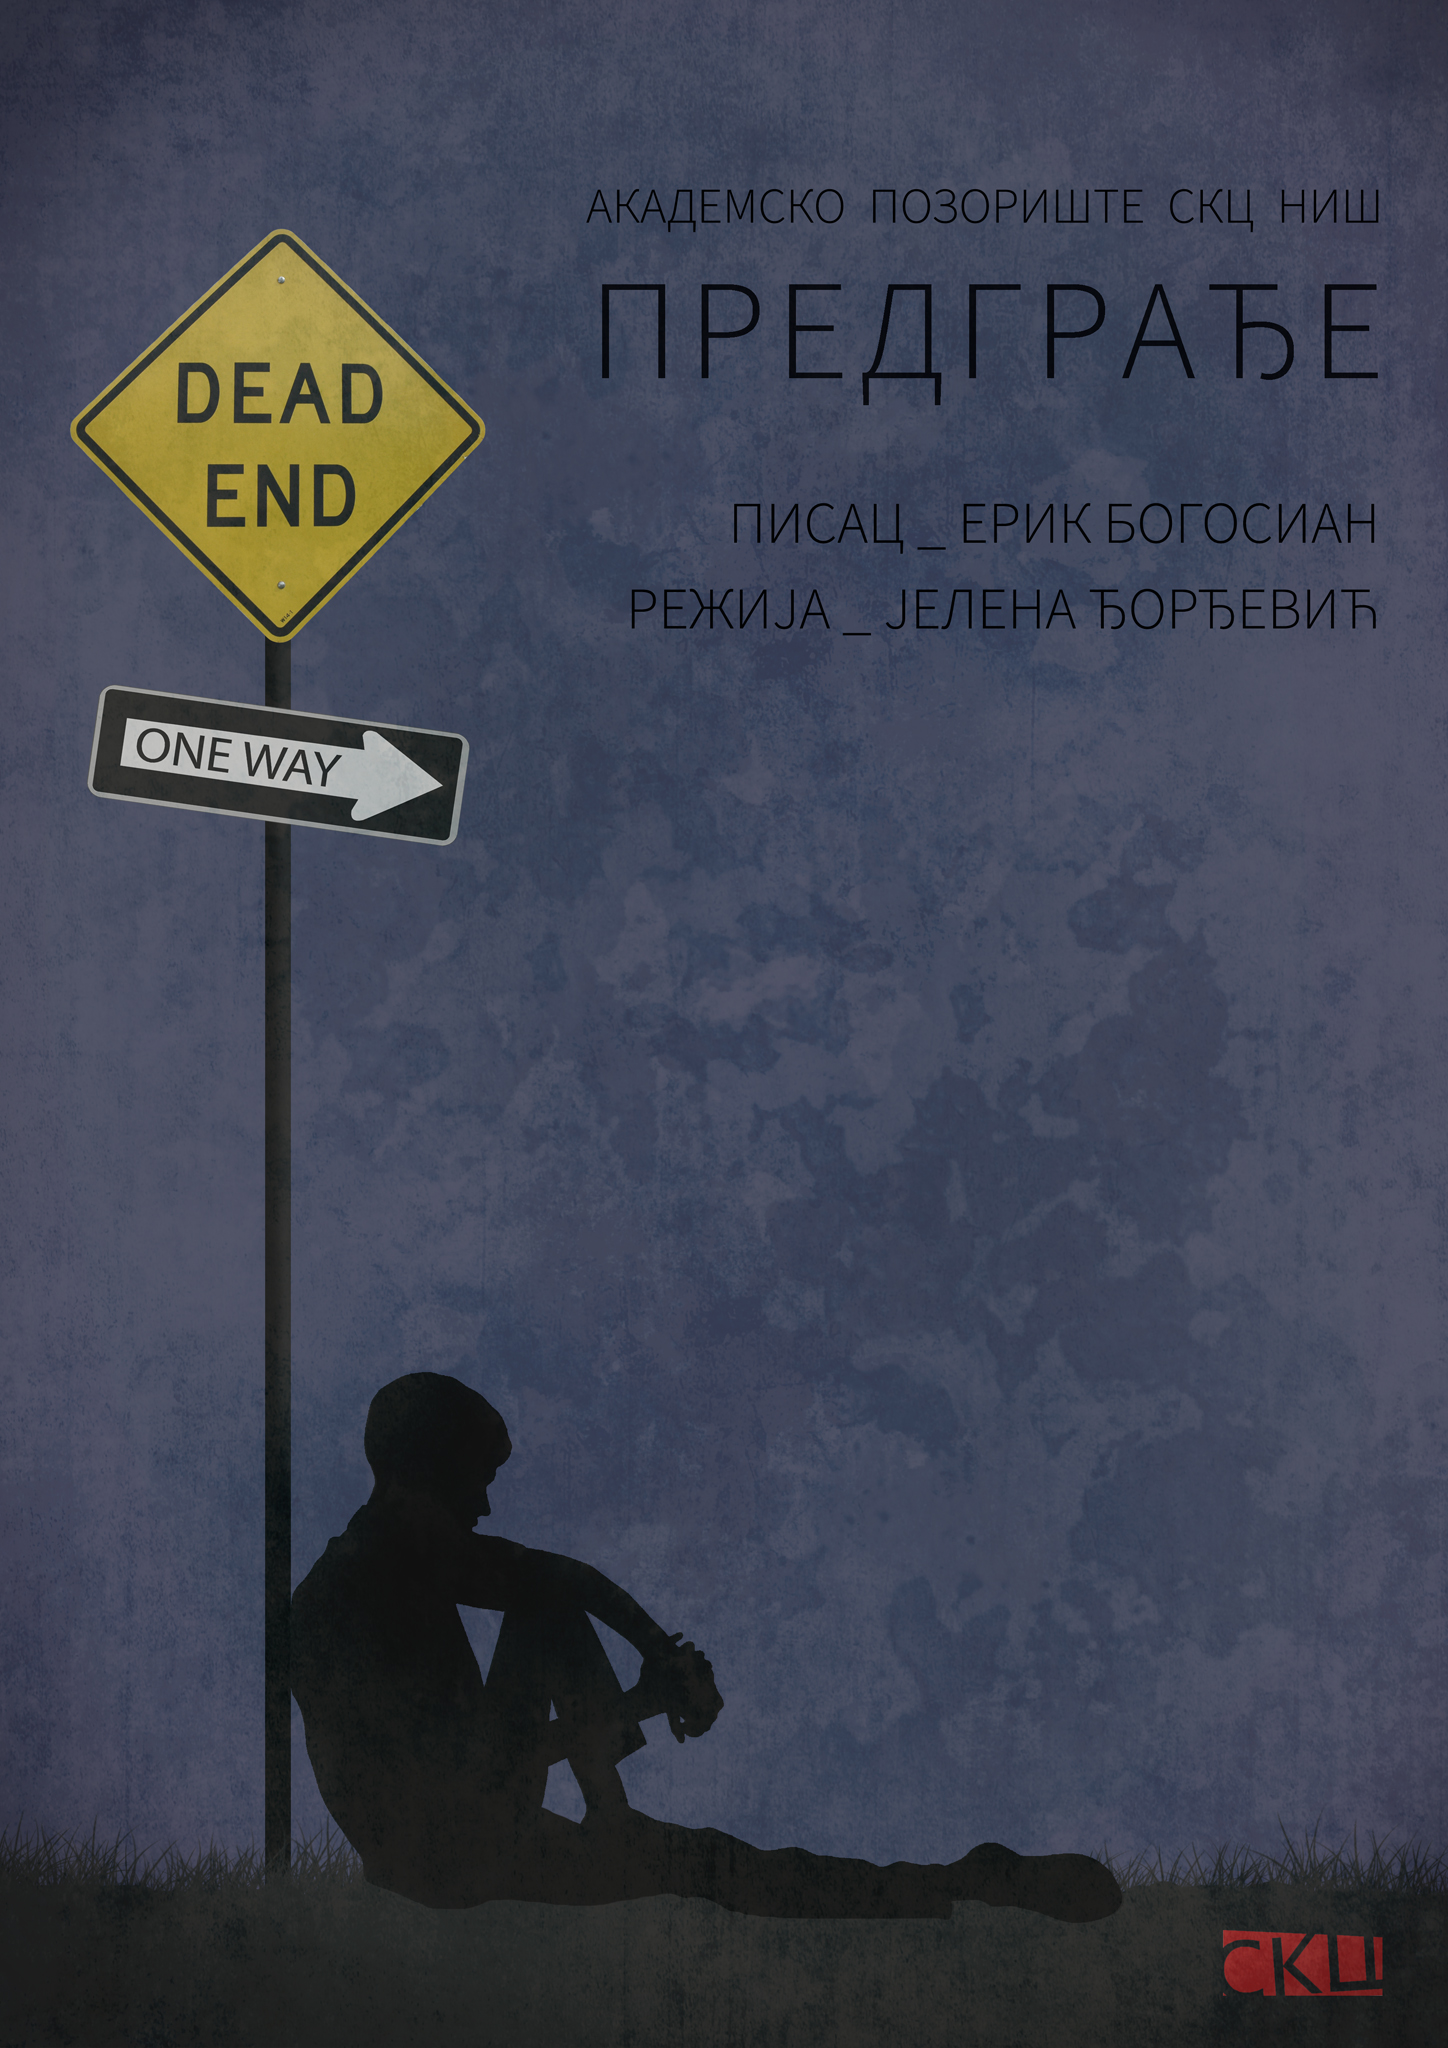 АКАДЕМСКО ПОЗОРИШТЕ СКЦ НИШ
ПРЕДГРАЂЕ
ПИСАЦ _ ЕРИК БОГОСИАН
РЕЖИЈА _ ЈЕЛЕНА ЂОРЂЕВИЋ
DEAD
END
ONE WAY
СКЦ